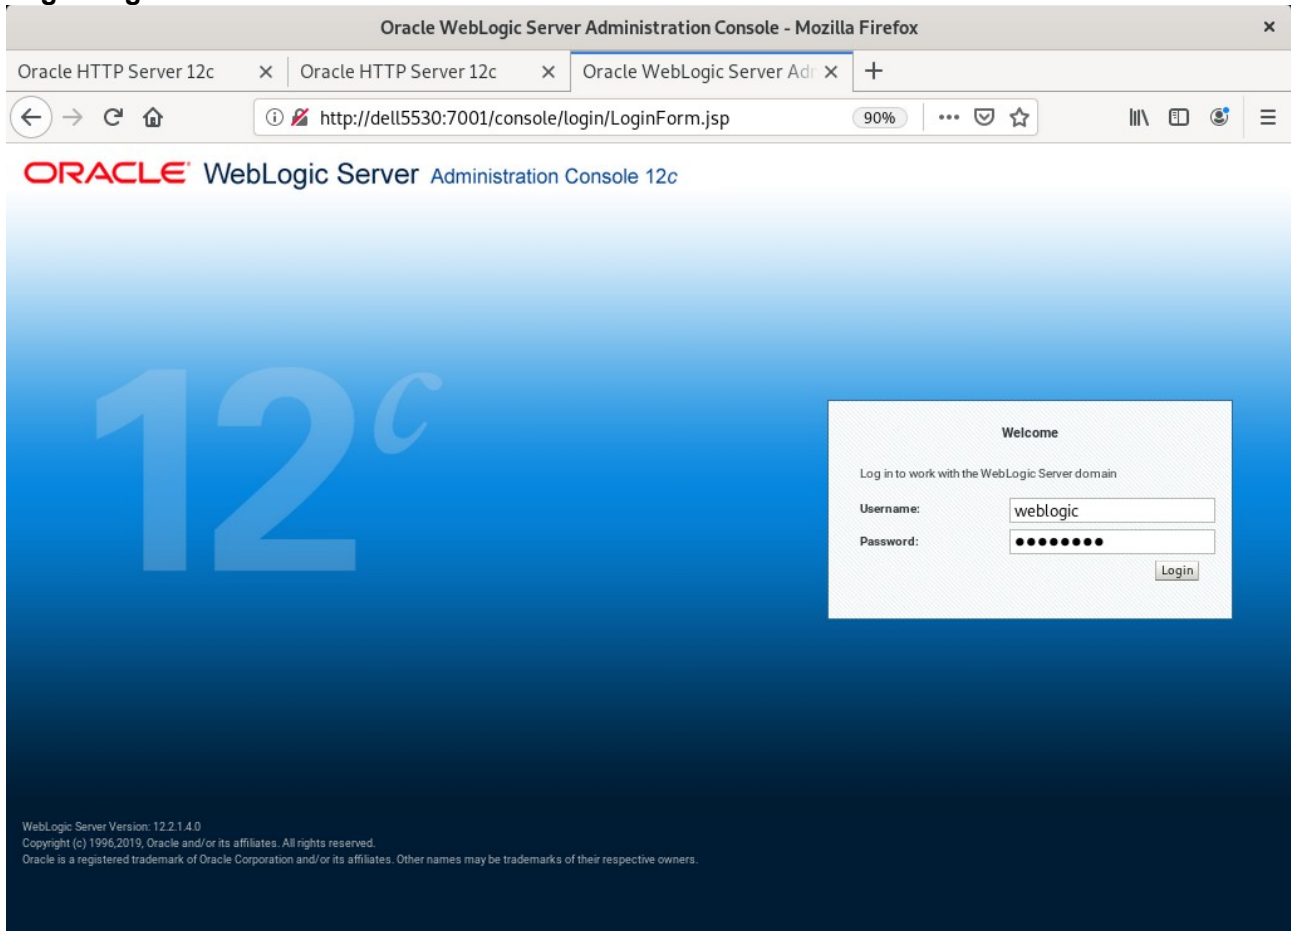 Oracle WebLogic Server Administration Console - Mozilla Firefox
Oracle HTTP Server 12c
Oracle HTTP Server 12c
Oracle WebLogic Server Adr
http://dell5530:7001/console/login/LoginForm.jsp
90%
ORACLE WebLogic Server Administration Console 12c
12c
Welcome
Log in to work with the WebLogic Server domain
Username: weblogic
Password: ●●●●●●●●
Login
WebLogic Server Version: 12.2.1.4.0
Copyright (c) 1996,2019, Oracle and/or its affiliates. All rights reserved.
Oracle is a registered trademark of Oracle Corporation and/or its affiliates. Other names may be trademarks of their respective owners.